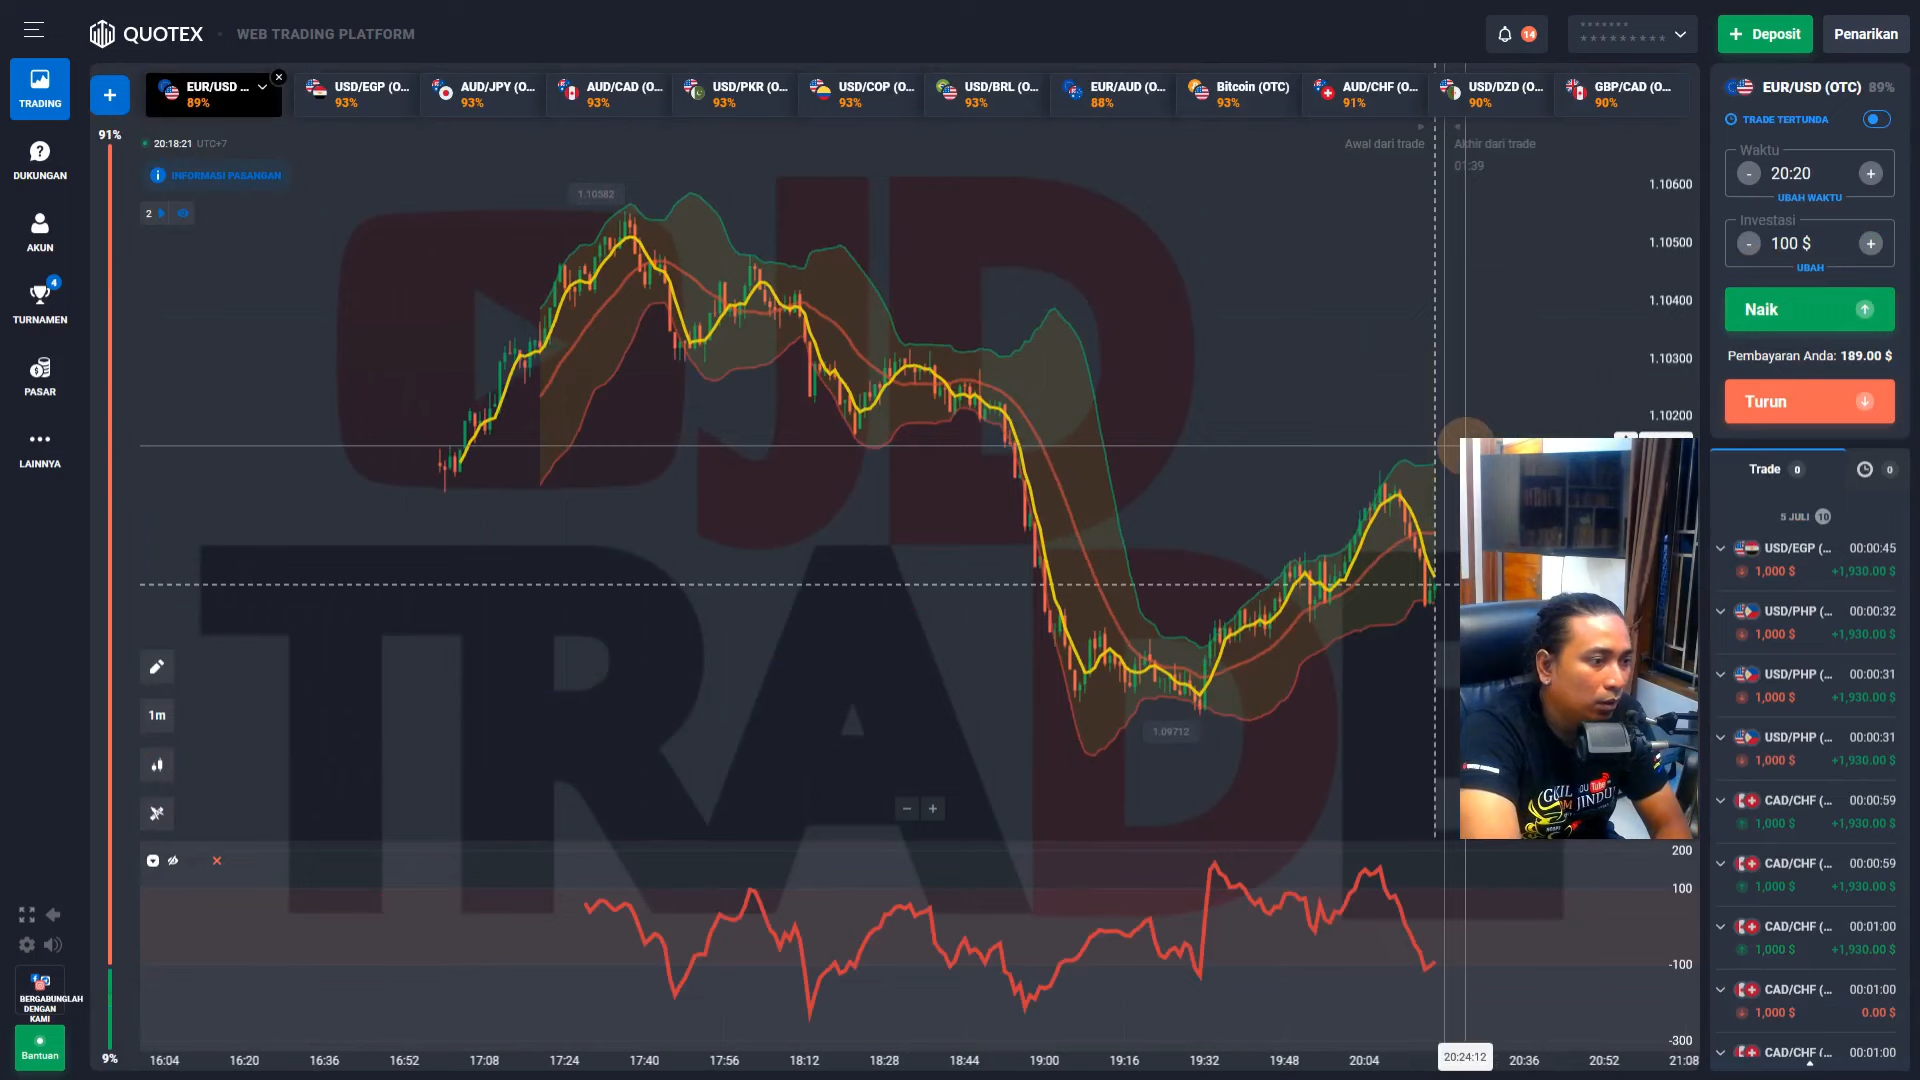 QUOTEX
WEB TRADING PLATFORM
14
Deposit
Penarikan
TRADING
DUKUNGAN
AKUN
4
TURNAMEN
PASAR
LAINNYA
BERGABUNGLAH
DENGAN
KAMI
Bantuan
EUR/USD ...
89%
USD/EGP (O...
93%
AUD/JPY (O...
93%
AUD/CAD (O...
93%
USD/PKR (O...
93%
USD/COP (O...
93%
USD/BRL (O...
93%
EUR/AUD (O...
88%
Bitcoin (OTC)
93%
AUD/CHF (O...
91%
USD/DZD (O...
90%
GBP/CAD (O...
90%
91%
9%
20:18:21 UTC+7
INFORMASI PASANGAN
2
Awal dari trade
Akhir dari trade
01:39
1.10582
1.09712
1.10600
1.10500
1.10400
1.10300
1.10200
JD
TRADE
1m
200
100
-100
-300
16:04
16:20
16:36
16:52
17:08
17:24
17:40
17:56
18:12
18:28
18:44
19:00
19:16
19:32
19:48
20:04
20:24:12
20:36
20:52
21:08
EUR/USD (OTC) 89%
TRADE TERTUNDA
Waktu
- 20:20 +
UBAH WAKTU
Investasi
- 100 $ +
UBAH
Naik
Pembayaran Anda: 189.00 $
Turun
Trade 0
0
5 JULI 10
USD/EGP (... 00:00:45
1,000 $ +1,930.00 $
USD/PHP (... 00:00:32
1,000 $ +1,930.00 $
USD/PHP (... 00:00:31
1,000 $ +1,930.00 $
USD/PHP (... 00:00:31
1,000 $ +1,930.00 $
CAD/CHF (... 00:00:59
1,000 $ +1,930.00 $
CAD/CHF (... 00:00:59
1,000 $ +1,930.00 $
CAD/CHF (... 00:01:00
1,000 $ +1,930.00 $
CAD/CHF (... 00:01:00
1,000 $ 0.00 $
CAD/CHF (... 00:01:00